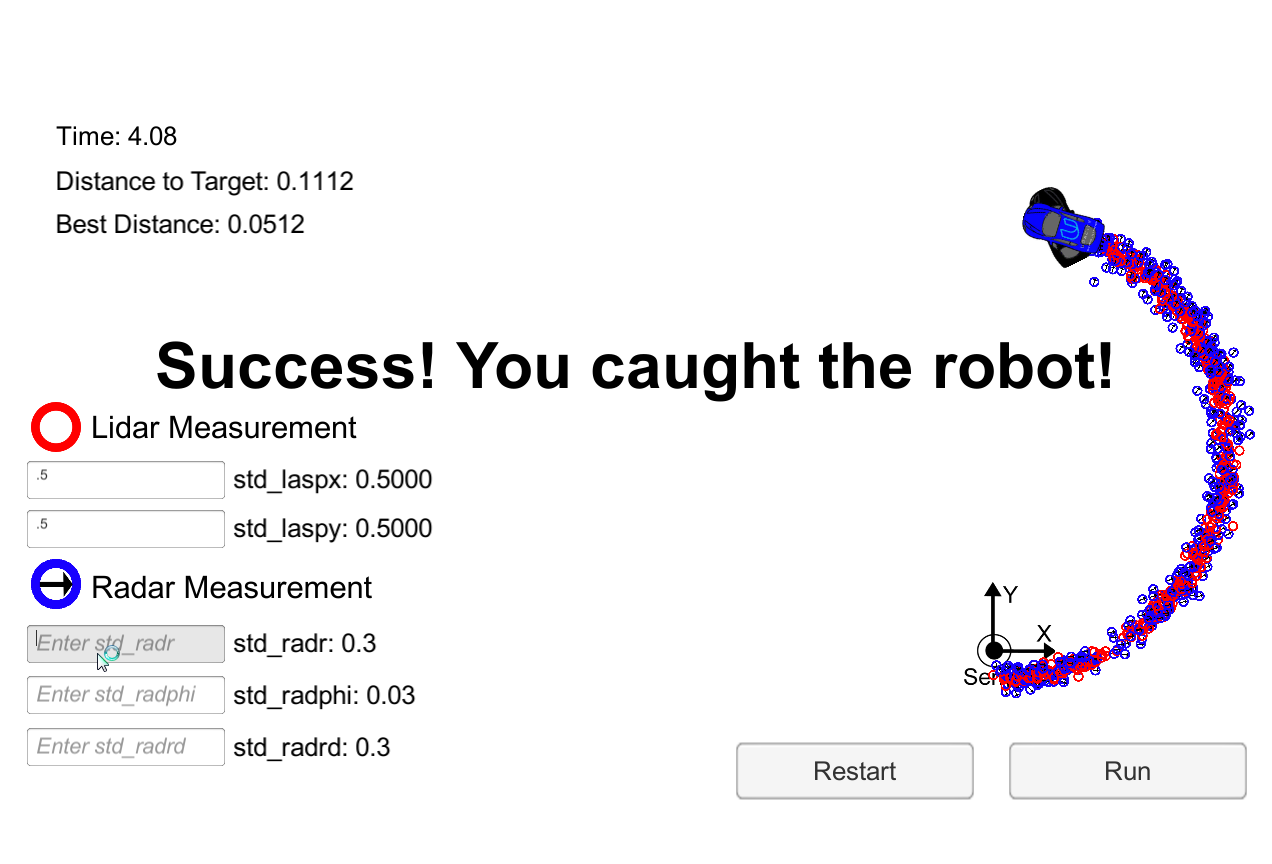 Time: 4.08
Distance to Target: 0.1112
Best Distance: 0.0512
Success! You caught the robot!
Lidar Measurement
.5
std_laspx: 0.5000
.5
std_laspy: 0.5000
Radar Measurement
Enter std_radr
std_radr: 0.3
Enter std_radphi
std_radphi: 0.03
Enter std_radrd
std_radrd: 0.3
Y
X
Restart
Run